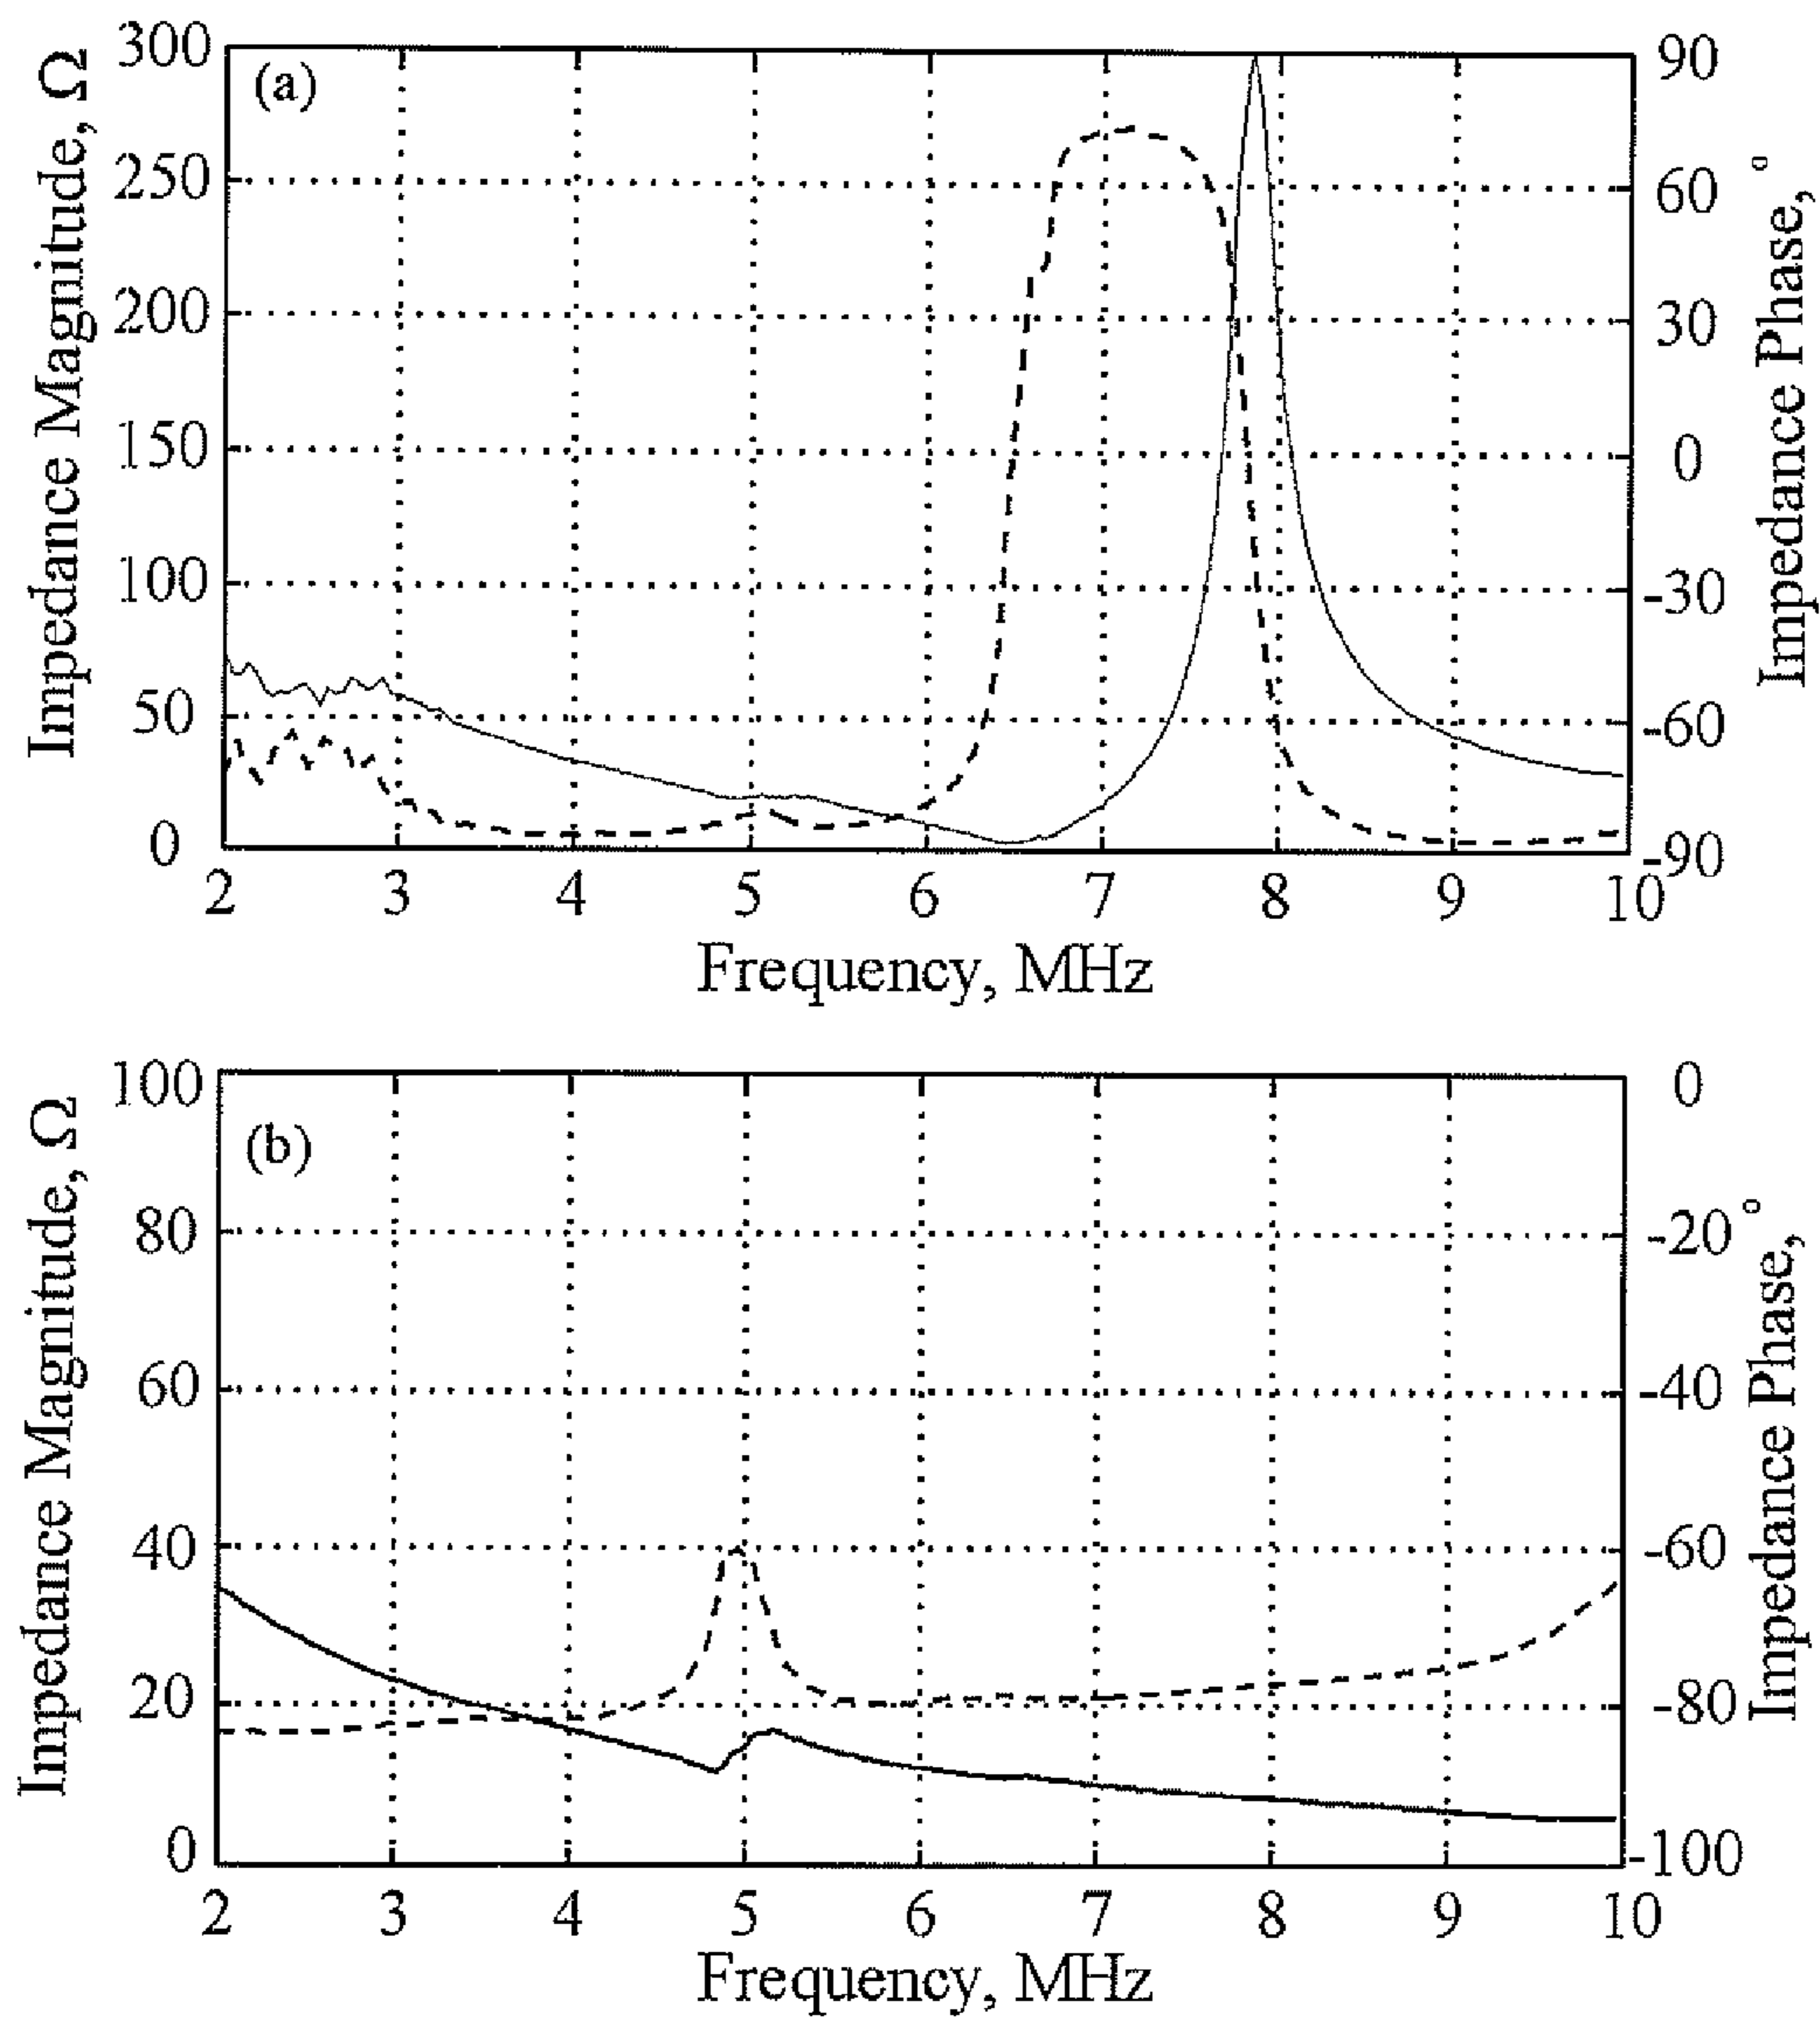 (a)
Impedance Magnitude, Ω
300
250
200
150
100
50
0
90
60
30
0
-30
-60
-90
Impedance Phase, °
2 3 4 5 6 7 8 9 10
Frequency, MHz
(b)
Impedance Magnitude, Ω
100
80
60
40
20
0
0
-20
-40
-60
-80
-100
Impedance Phase, °
2 3 4 5 6 7 8 9 10
Frequency, MHz